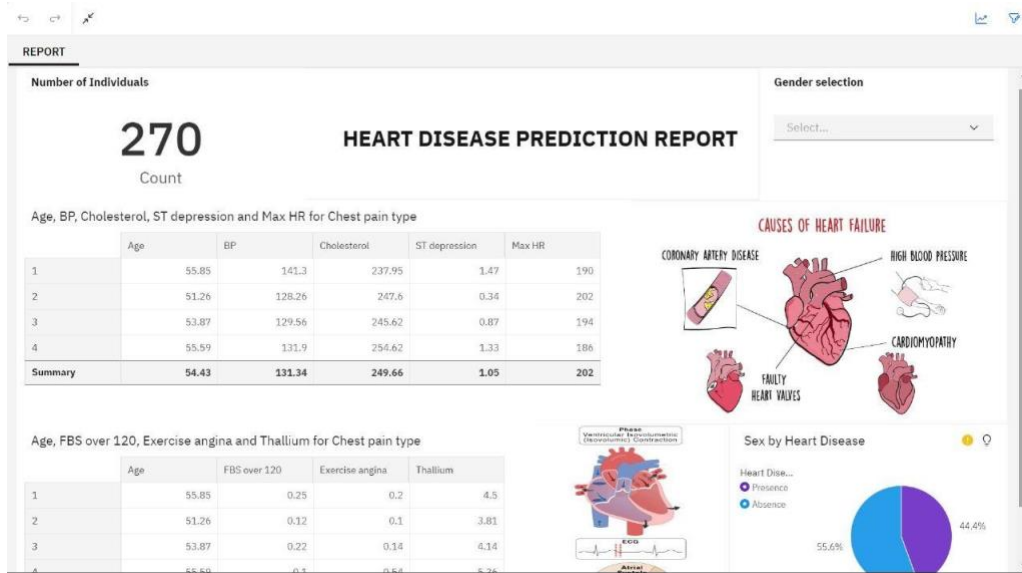 REPORT
Number of Individuals
270
Count
HEART DISEASE PREDICTION REPORT
Gender selection
Select...
Age, BP, Cholesterol, ST depression and Max HR for Chest pain type
Age BP Cholesterol ST depression Max HR
1 55.85 141.3 237.95 1.47 190
2 51.26 128.26 247.6 0.34 202
3 53.87 129.56 245.62 0.87 194
4 55.59 131.9 254.62 1.33 186
Summary 54.43 131.34 249.66 1.05 202
CAUSES OF HEART FAILURE
CORONARY ARTERY DISEASE
HIGH BLOOD PRESSURE
CARDIOMYOPATHY
FAULTY
HEART VALVES
Age, FBS over 120, Exercise angina and Thallium for Chest pain type
Age FBS over 120 Exercise angina Thallium
1 55.85 0.25 0.2 4.5
2 51.26 0.12 0.1 3.81
3 53.87 0.22 0.14 4.14
Phase
Ventricular Isovolumetric
(Isovolumic) Contraction
ECG
Atrial
Sex by Heart Disease
Heart Dise...
Presence
Absence
44.4%
55.6%